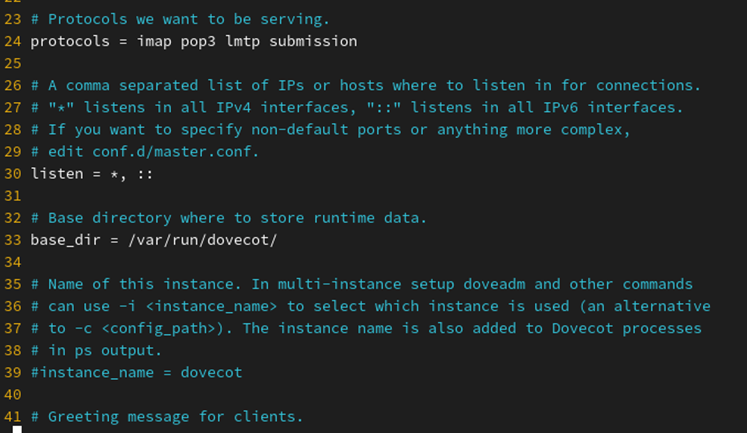 23 # Protocols we want to be serving.
24 protocols = imap pop3 lmtp submission
25
26 # A comma separated list of IPs or hosts where to listen in for connections.
27 # "*" listens in all IPv4 interfaces, "::" listens in all IPv6 interfaces.
28 # If you want to specify non-default ports or anything more complex,
29 # edit conf.d/master.conf.
30 listen = *, ::
31
32 # Base directory where to store runtime data.
33 base_dir = /var/run/dovecot/
34
35 # Name of this instance. In multi-instance setup doveadm and other commands
36 # can use -i <instance_name> to select which instance is used (an alternative
37 # to -c <config_path>). The instance name is also added to Dovecot processes
38 # in ps output.
39 #instance_name = dovecot
40
41 # Greeting message for clients.